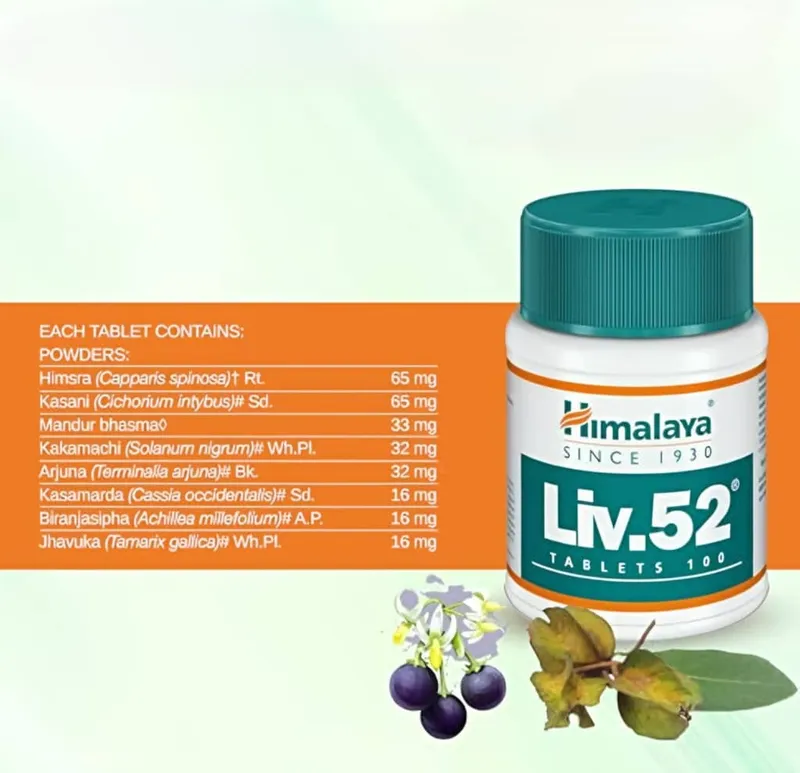 EACH TABLET CONTAINS:
POWDERS:
Himsra (Capparis spinosa)† Rt. 65 mg
Kasani (Cichorium intybus)# Sd. 65 mg
Mandur bhasma◊ 33 mg
Kakamachi (Solanum nigrum)# Wh.Pl. 32 mg
Arjuna (Terminalia arjuna)# Bk. 32 mg
Kasamarda (Cassia occidentalis)# Sd. 16 mg
Biranjasipha (Achillea millefolium)# A.P. 16 mg
Jhavuka (Tamarix gallica)# Wh.Pl. 16 mg
Himalaya®
SINCE 1930
Liv.52®
TABLETS 100